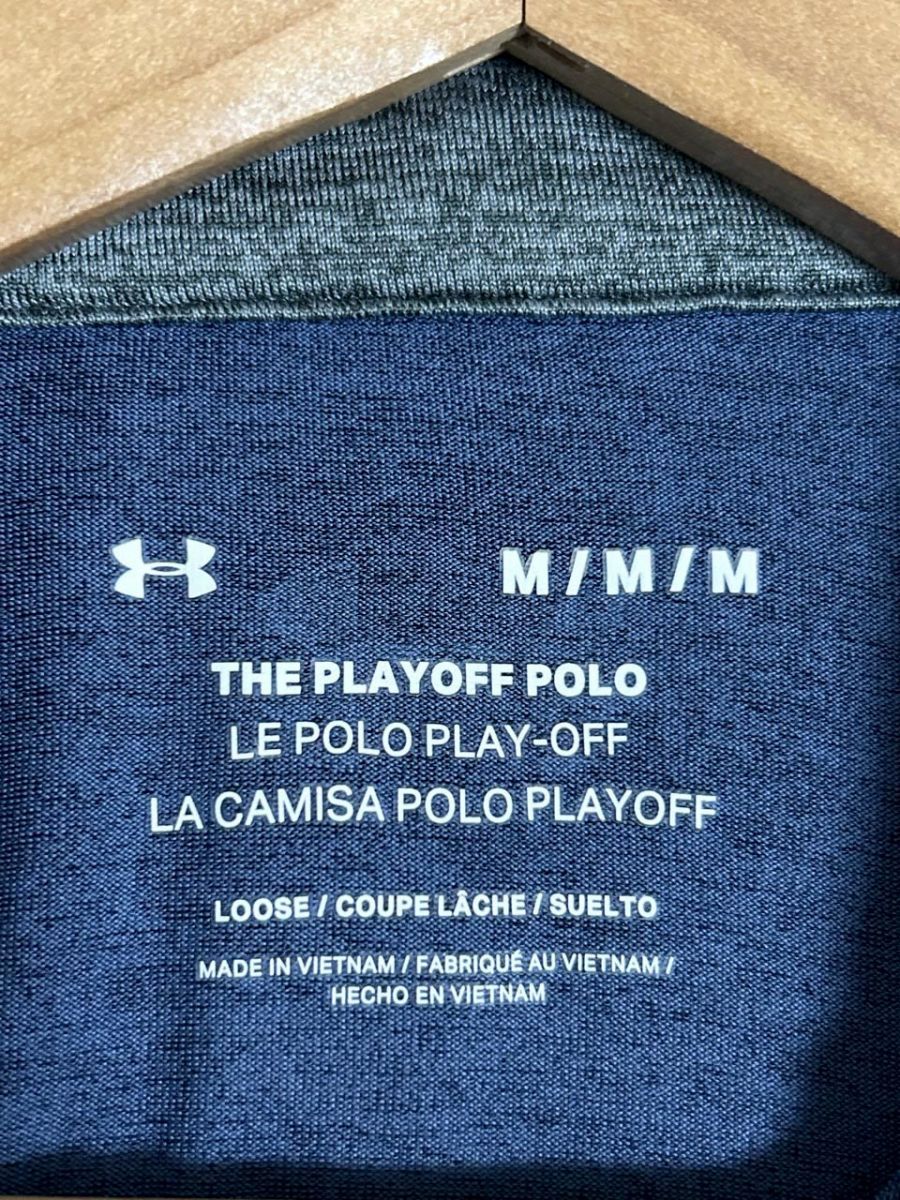 M / M / M
THE PLAYOFF POLO
LE POLO PLAY-OFF
LA CAMISA POLO PLAYOFF
LOOSE / COUPE LÂCHE / SUELTO
MADE IN VIETNAM / FABRIQUÉ AU VIETNAM /
HECHO EN VIETNAM